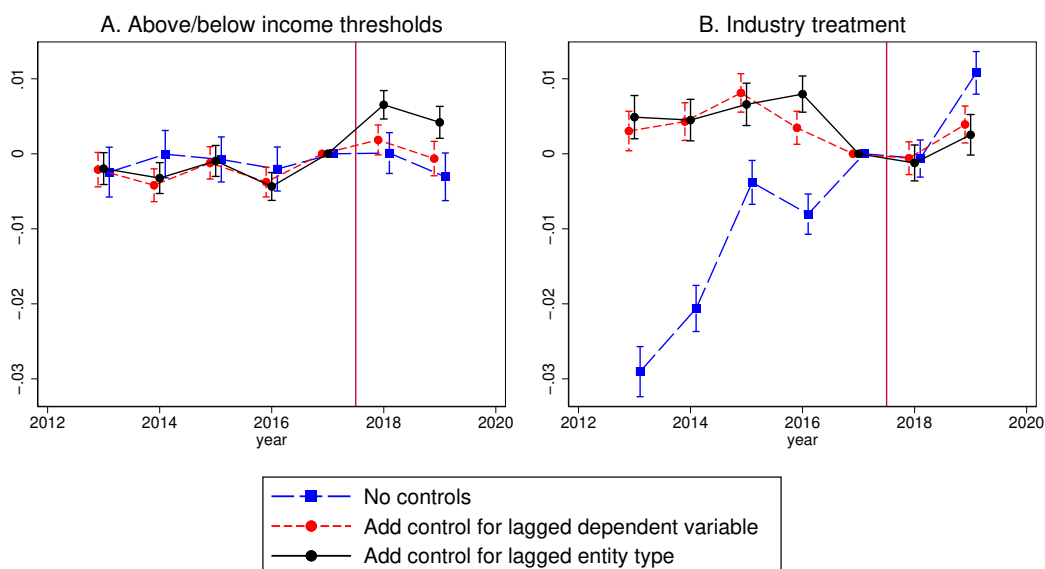 A. Above/below income thresholds
.01
0
-.01
-.02
-.03
2012 2014 2016 2018 2020
year
B. Industry treatment
.01
0
-.01
-.02
-.03
2012 2014 2016 2018 2020
year
No controls
Add control for lagged dependent variable
Add control for lagged entity type